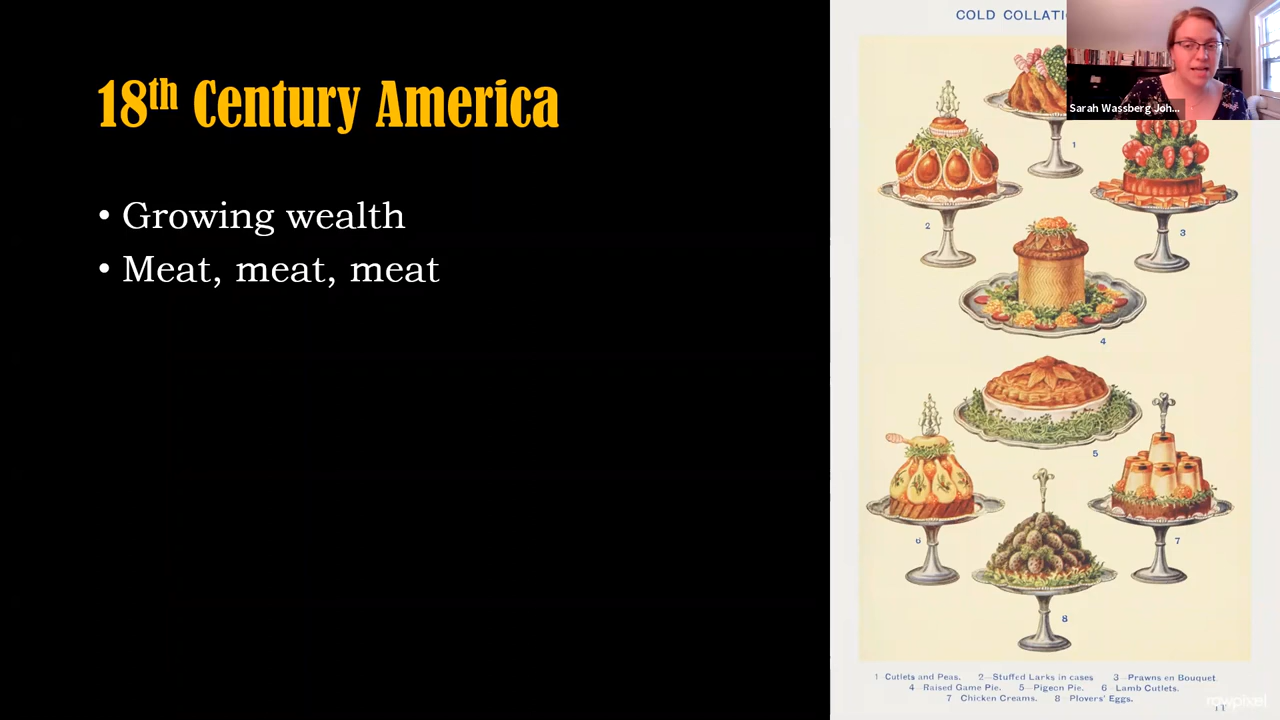 18th Century America
• Growing wealth
• Meat, meat, meat
COLD COLLATI
Sarah Wassberg Joh...
1
2
3
4
5
6
7
8
1 Cutlets and Peas. 2—Stuffed Larks in cases 3—Prawns en Bouquet.
4 Raised Game Pie. 5—Pigeon Pie. 6 Lamb Cutlets.
7 Chicken Creams. 8 Plovers' Eggs.
rawpixel